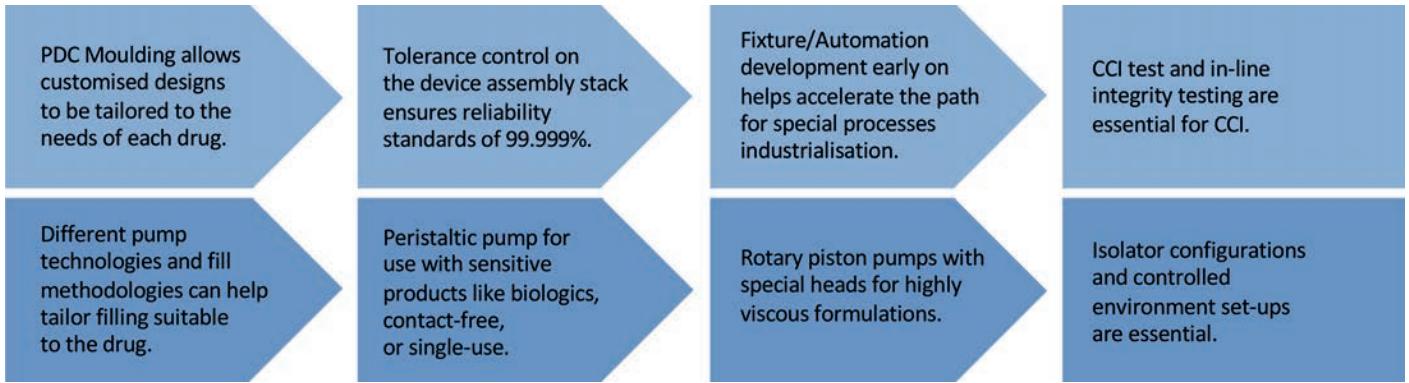 PDC Moulding allows
customised designs
to be tailored to the
needs of each drug.
Tolerance control on
the device assembly stack
ensures reliability
standards of 99.999%.
Fixture/Automation
development early on
helps accelerate the path
for special processes
industrialisation.
CCI test and in-line
integrity testing are
essential for CCI.
Different pump
technologies and fill
methodologies can help
tailor filling suitable
to the drug.
Peristaltic pump for
use with sensitive
products like biologics,
contact-free,
or single-use.
Rotary piston pumps with
special heads for highly
viscous formulations.
Isolator configurations
and controlled
environment set-ups
are essential.